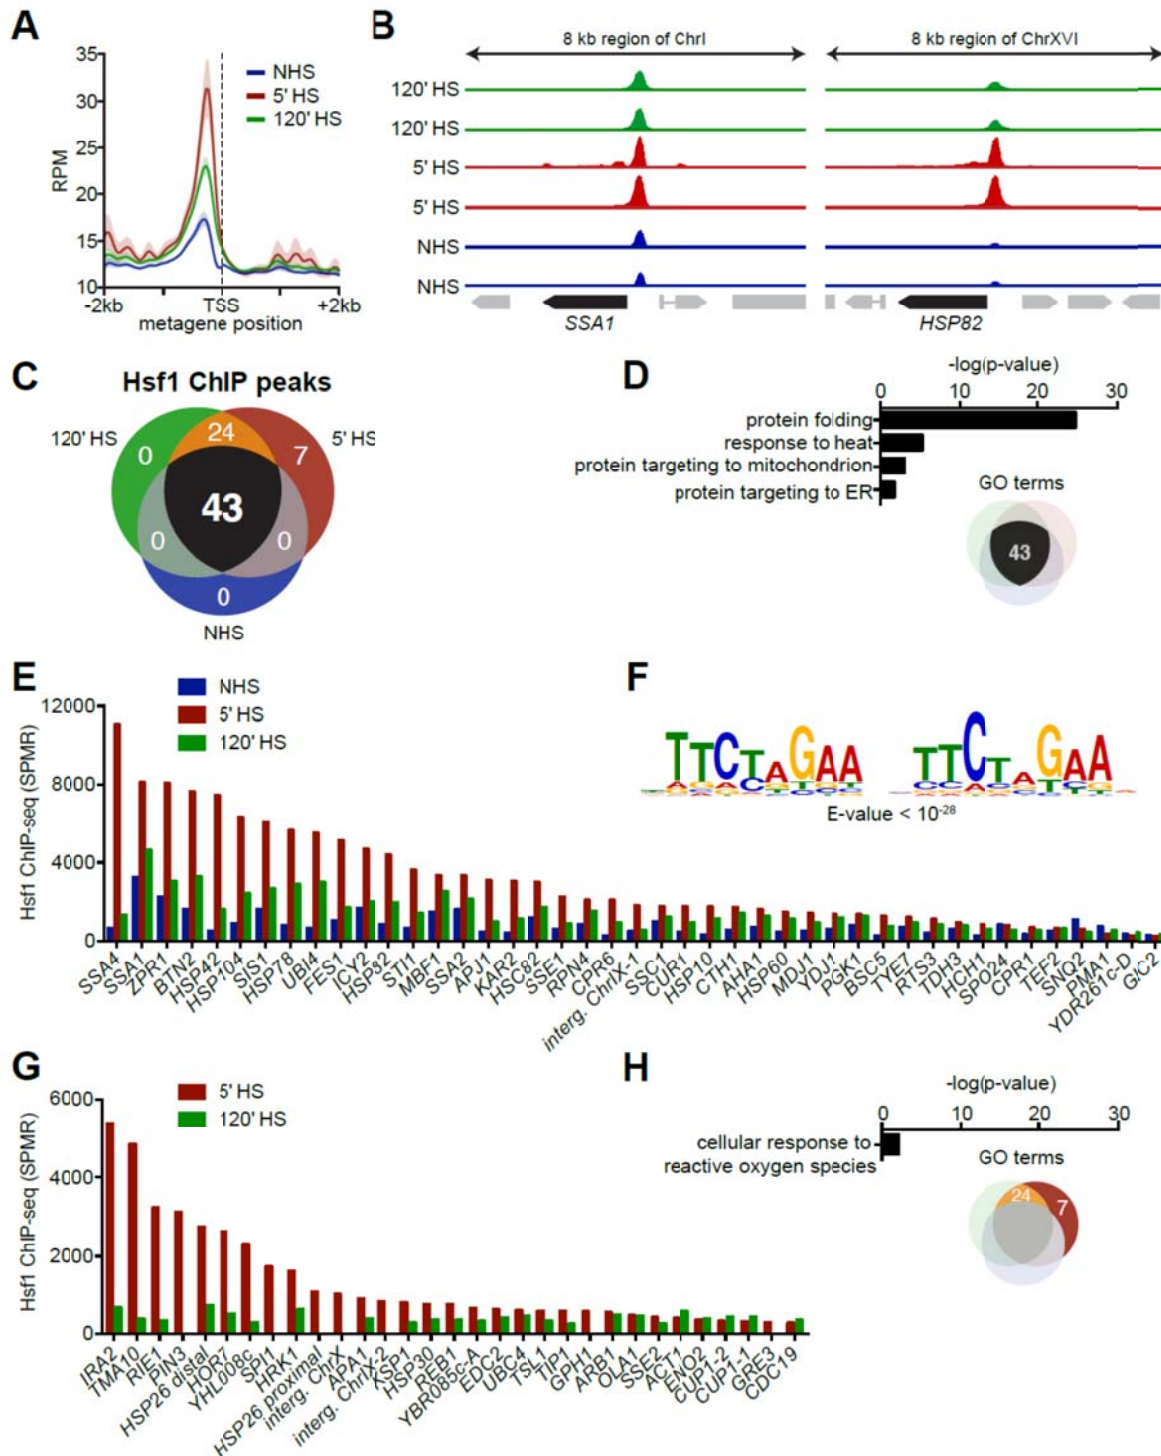 A
35
30
25
20
15
10
RPM
NHS
5' HS
120' HS
-2kb
TSS
+2kb
metagene position
B
8 kb region of ChrI
8 kb region of ChrXVI
120' HS
120' HS
5' HS
5' HS
NHS
NHS
SSA1
HSP82
C
Hsf1 ChIP peaks
120' HS
24
5' HS
0
7
43
0
0
0
NHS
D
-log(p-value)
0
10
20
30
protein folding
response to heat
protein targeting to mitochondrion
protein targeting to ER
GO terms
43
E
NHS
5' HS
120' HS
12000
8000
4000
0
Hsf1 ChIP-seq (SPMR)
SSA4
SSA1
ZPR1
BTN2
HSP42
HSP104
SIS1
HSP78
UBI4
FES1
ICY2
HSP82
STI1
MBF1
SSA2
APJ1
KAR2
HSC82
SSE1
RPN4
CPR6
interg. ChrIX-1
SSC1
CUR1
HSP10
CTH1
AHA1
HSP60
MDJ1
YDJ1
PGK1
BSC5
TYE7
RTS3
TDH3
HCH1
SPO24
CPR1
TEF2
SNQ2
PMA1
YDR261c-D
GIC2
F
TTCTAGAA
TTCTAGAA
E-value < 10-28
G
5' HS
120' HS
6000
4000
2000
0
Hsf1 ChIP-seq (SPMR)
IRA2
TMA10
RIE1
PIN3
HSP26 distal
HOR7
YHL008c
SPI1
HRK1
HSP26 proximal
interg. ChrX
APA1
interg. ChrIX-2
KSP1
HSP30
REB1
YBR085c-A
EDC2
UBC4
TSL1
TIP1
GPH1
ARB1
OLA1
SSE2
ACT1
ENO2
CUP1-2
CUP1-1
GRE3
CDC19
H
-log(p-value)
0
10
20
30
cellular response to
reactive oxygen species
GO terms
24
7